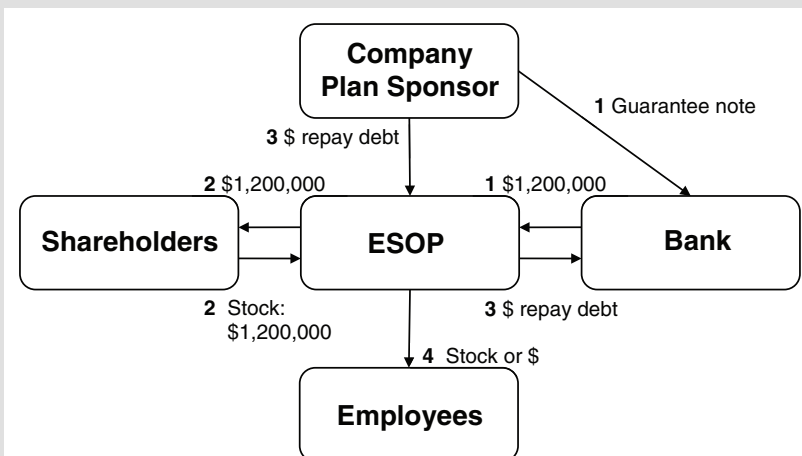 Company
Plan Sponsor
1 Guarantee note
3 $ repay debt
2 $1,200,000
1 $1,200,000
Shareholders
ESOP
Bank
2 Stock:
$1,200,000
3 $ repay debt
4 Stock or $
Employees